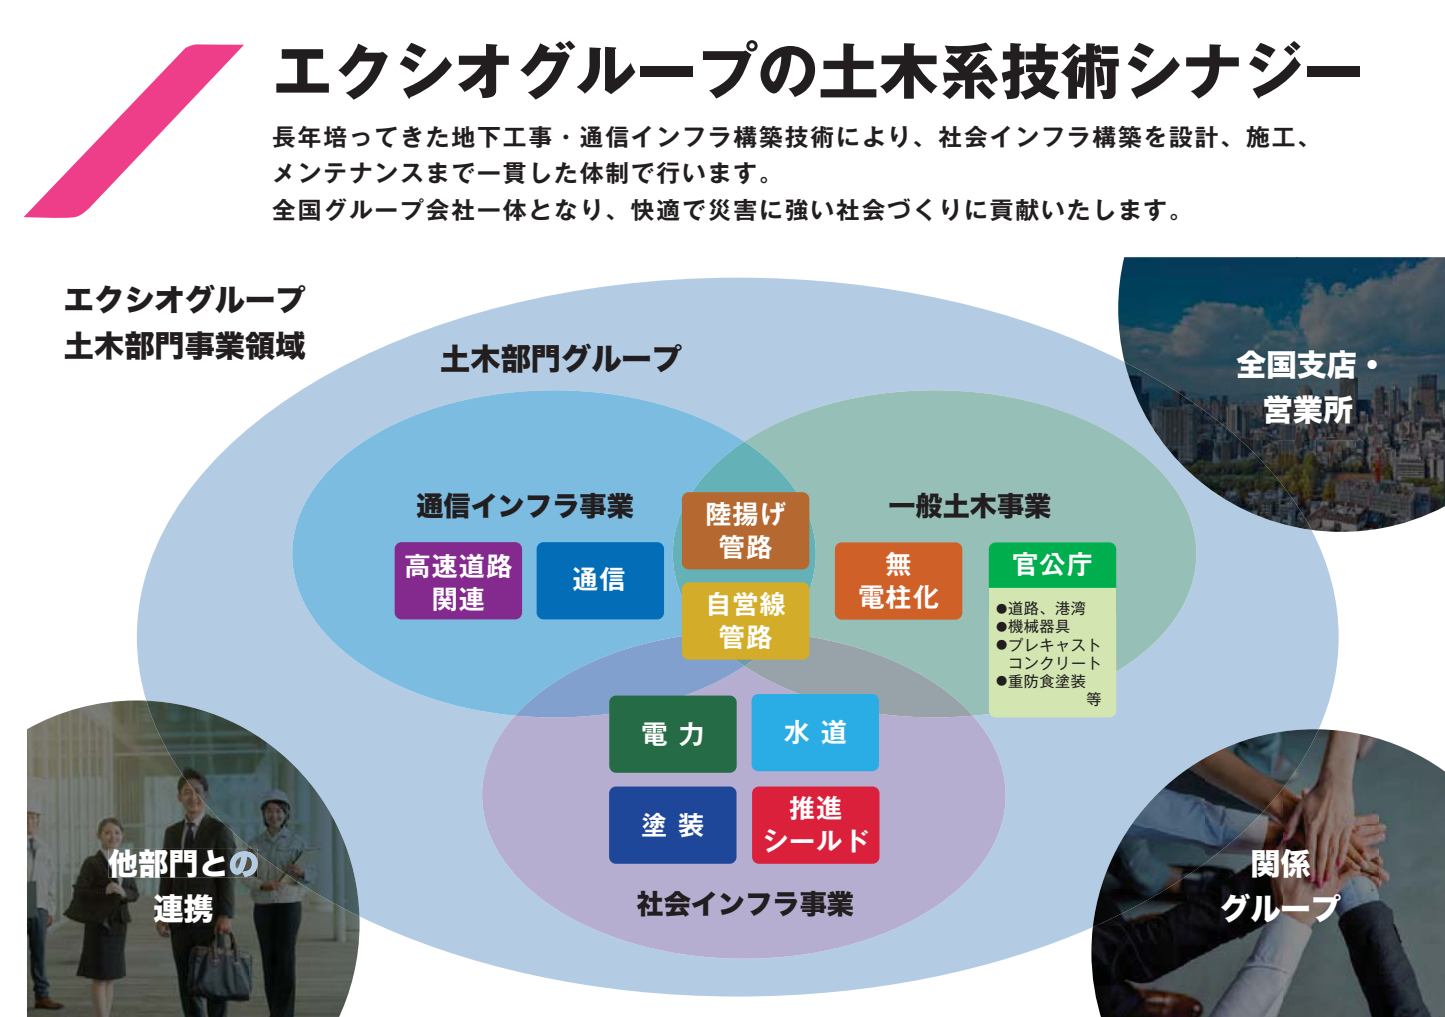 エクシオグループの土木系技術シナジー
長年培ってきた地下工事・通信インフラ構築技術により、社会インフラ構築を設計、施工、
メンテナンスまで一貫した体制で行います。
全国グループ会社一体となり、快適で災害に強い社会づくりに貢献いたします。
エクシオグループ
土木部門事業領域
土木部門グループ
全国支店・
営業所
通信インフラ事業
高速道路
関連
通信
陸揚げ
管路
自営線
管路
一般土木事業
無
電柱化
官公庁
●道路、港湾
●機械器具
●プレキャスト
コンクリート
●重防食塗装
等
電 力
水 道
塗 装
推進
シールド
社会インフラ事業
他部門との
連携
関係
グループ